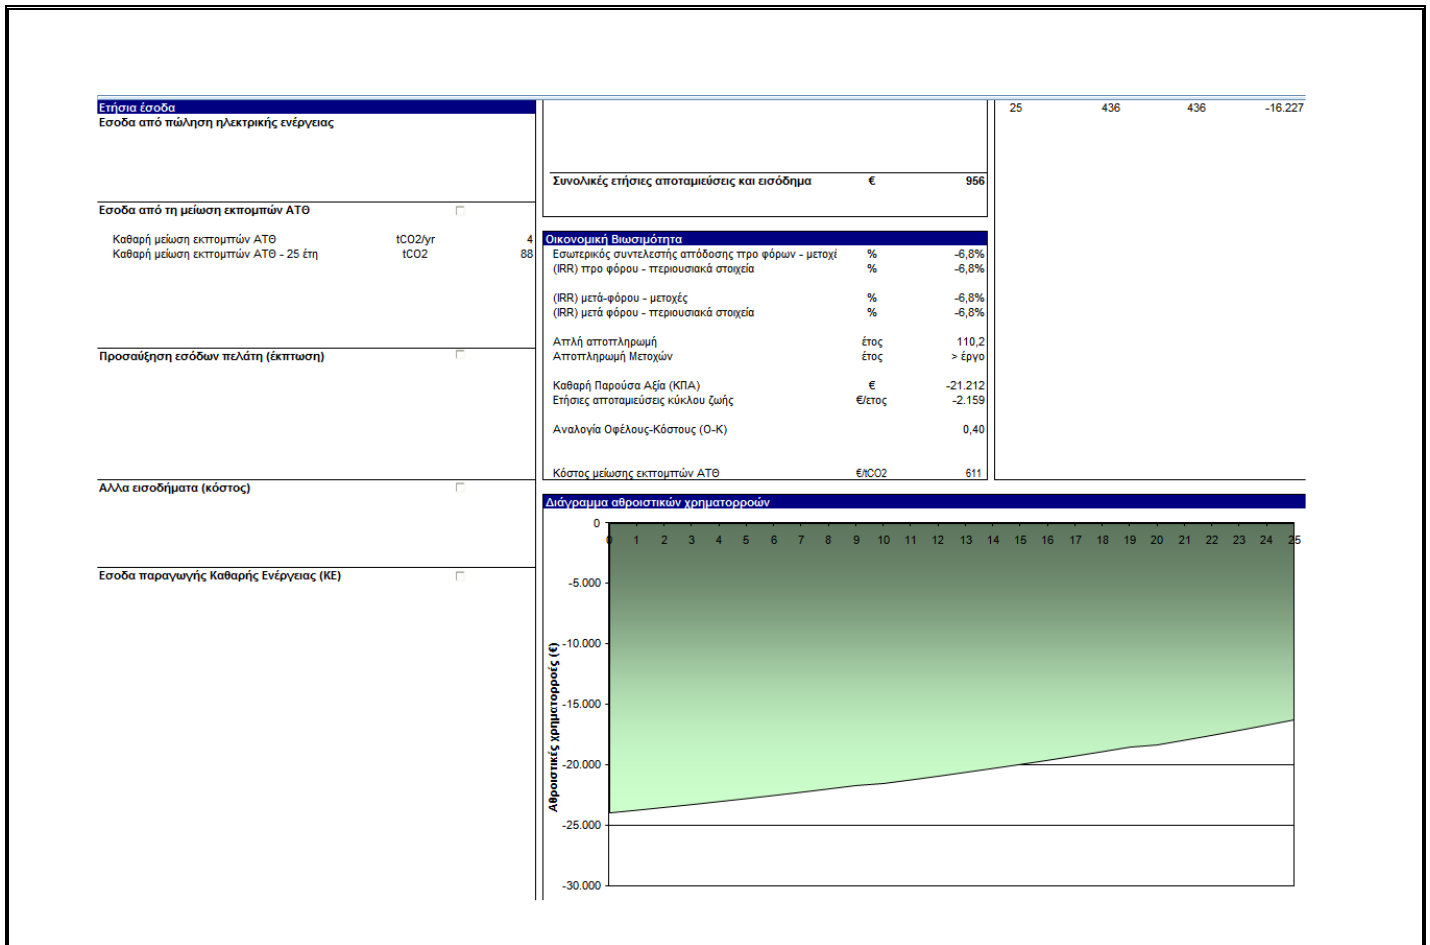 Ετήσια έσοδα
Εσοδα από πώληση ηλεκτρικής ενέργειας
Εσοδα από τη μείωση εκπομπών ΑΤΘ
Καθαρή μείωση εκπομπών ΑΤΘ tCO2/yr 4
Καθαρή μείωση εκπομπών ΑΤΘ - 25 έτη tCO2 88
Προσαύξηση εσόδων πελάτη (έκπτωση)
Αλλα εισοδήματα (κόστος)
Εσοδα παραγωγής Καθαρής Ενέργειας (ΚΕ)
Συνολικές ετήσιες αποταμιεύσεις και εισόδημα € 956
Οικονομική Βιωσιμότητα
Εσωτερικός συντελεστής απόδοσης προ φόρων - μετοχέ % -6,8%
(IRR) προ φόρου - περιουσιακά στοιχεία % -6,8%
(IRR) μετά-φόρου - μετοχές % -6,8%
(IRR) μετά φόρου - περιουσιακά στοιχεία % -6,8%
Απλή αποπληρωμή έτος 110,2
Αποπληρωμή Μετοχών έτος > έργο
Καθαρή Παρούσα Αξία (ΚΠΑ) € -21.212
Ετήσιες αποταμιεύσεις κύκλου ζωής €/ετος -2.159
Αναλογία Οφέλους-Κόστους (Ο-Κ) 0,40
Κόστος μείωσης εκπομπών ΑΤΘ €/tCO2 611
25 436 436 -16.227
Διάγραμμα αθροιστικών χρηματορροών
0
0 1 2 3 4 5 6 7 8 9 10 11 12 13 14 15 16 17 18 19 20 21 22 23 24 25
-5.000
-10.000
-15.000
-20.000
-25.000
-30.000
Αθροιστικές χρηματορροές (€)